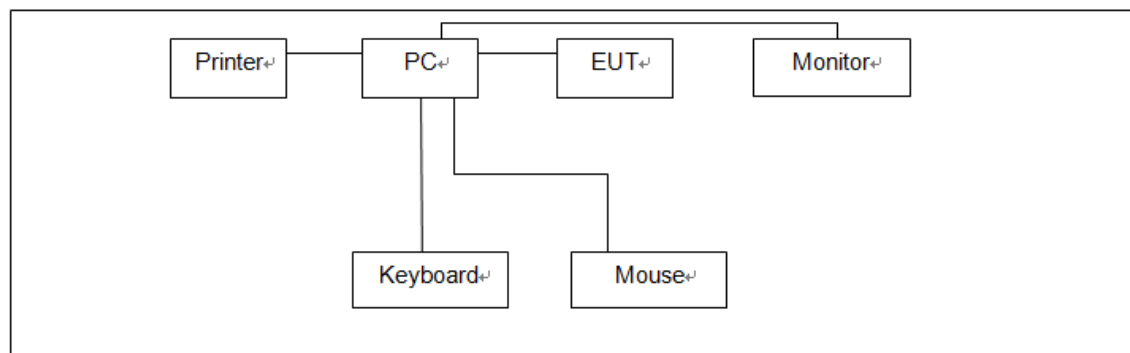 Printer
PC
EUT
Monitor
Keyboard
Mouse